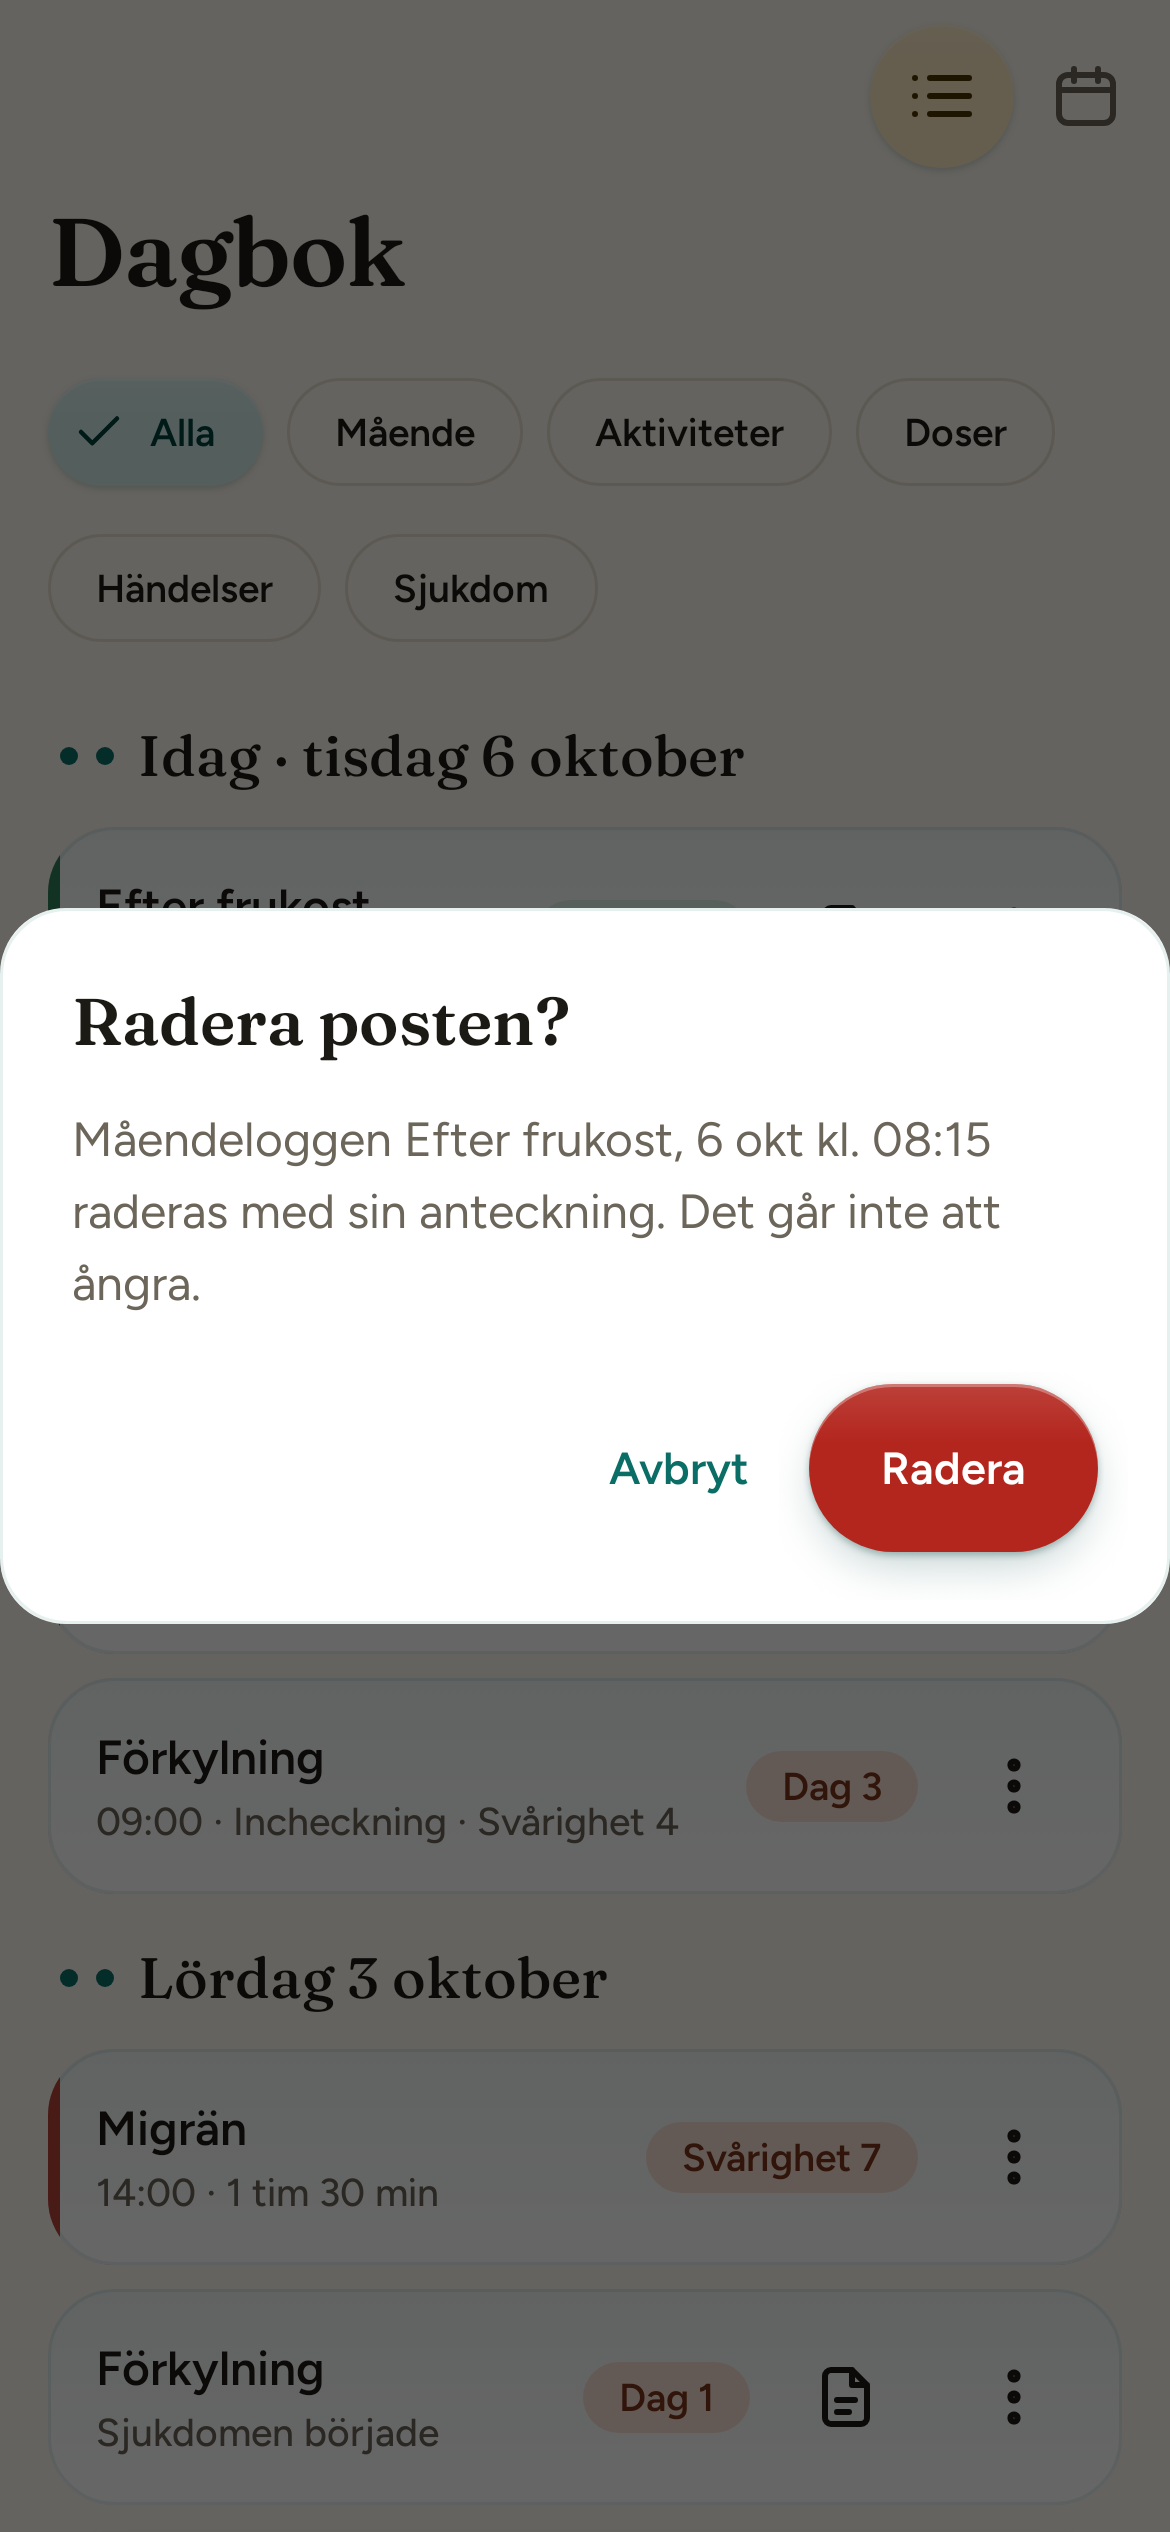 Dagbok
Alla
Mående
Aktiviteter
Doser
Händelser
Sjukdom
Idag · tisdag 6 oktober
Efter frukost
Radera posten?
Måendeloggen Efter frukost, 6 okt kl. 08:15
raderas med sin anteckning. Det går inte att
ångra.
Avbryt
Radera
Förkylning
Dag 3
09:00 · Incheckning · Svårighet 4
Lördag 3 oktober
Migrän
Svårighet 7
14:00 · 1 tim 30 min
Förkylning
Dag 1
Sjukdomen började